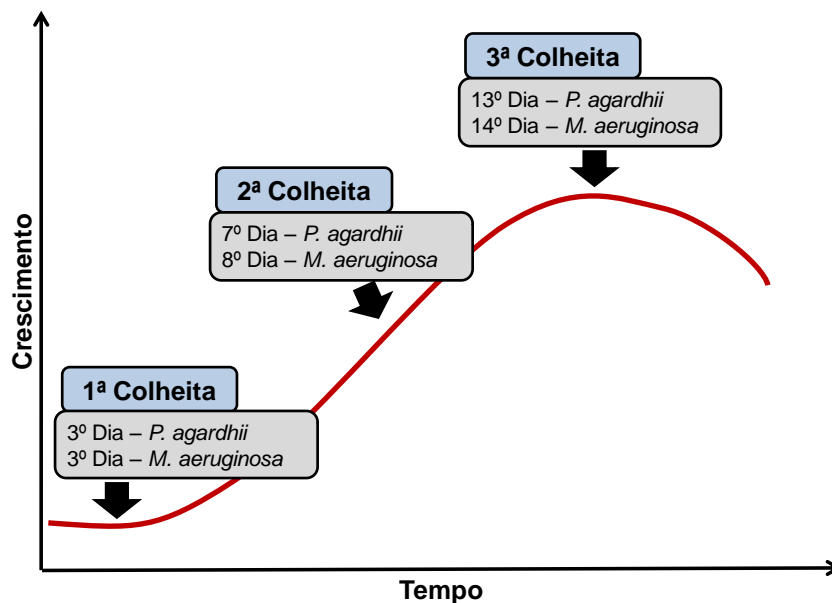 3ª Colheita
13º Dia – P. agardhii
14º Dia – M. aeruginosa
2ª Colheita
7º Dia – P. agardhii
8º Dia – M. aeruginosa
1ª Colheita
3º Dia – P. agardhii
3º Dia – M. aeruginosa
Crescimento
Tempo